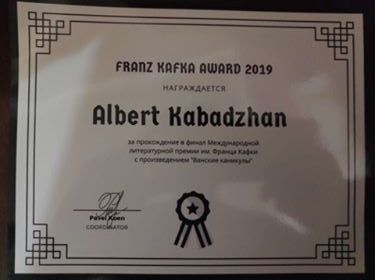 FRANZ KAFKA AWARD 2019
НАГРАЖДАЕТСЯ
Albert Kabadzhan
за прохождение в финал Международной
литературной премии им. Франца Кафки
с произведением "Ванские каникулы"
Pavel Koen
COORDINATOR